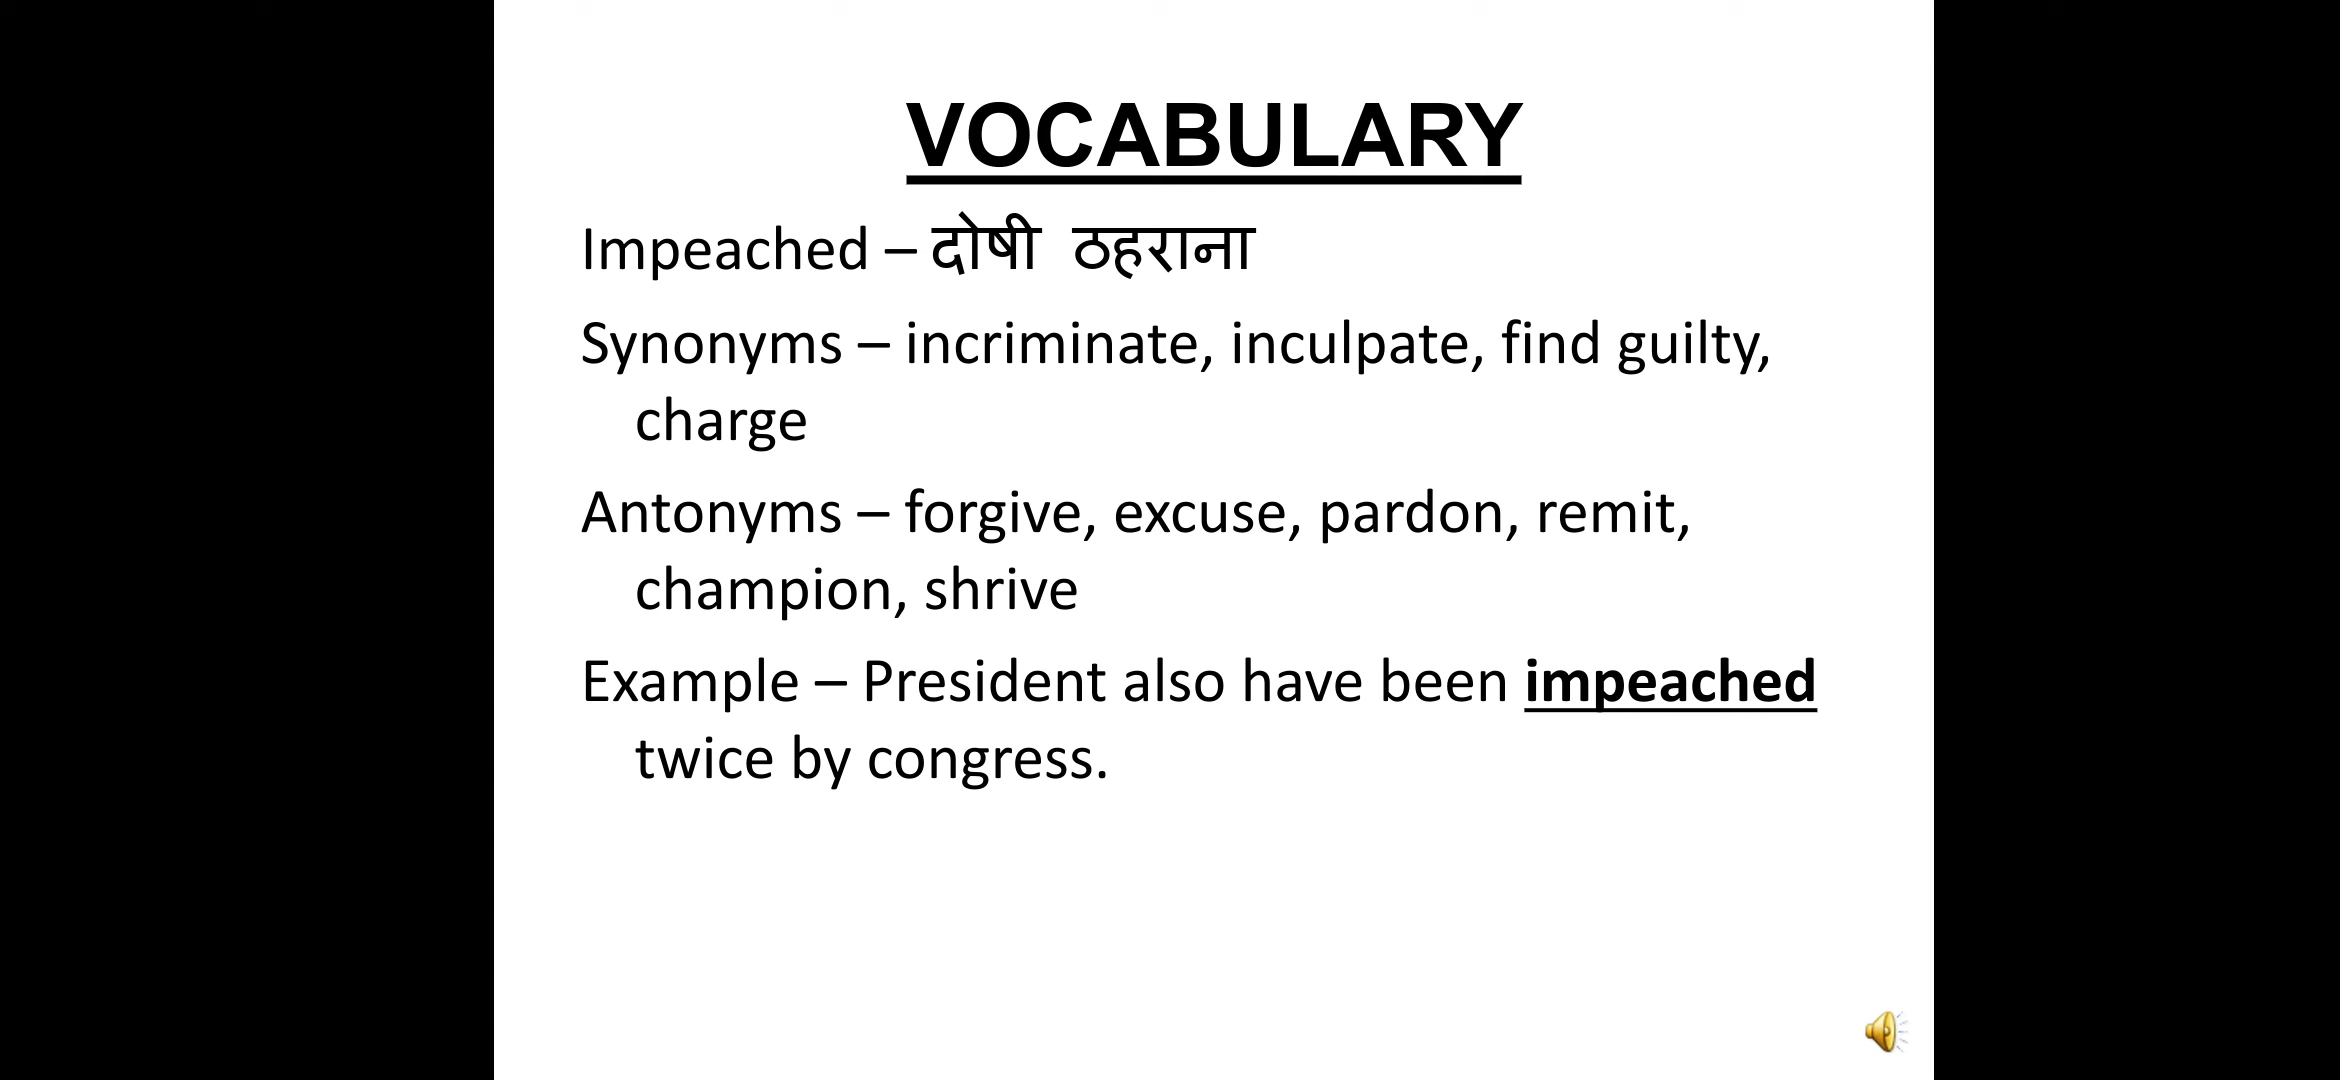 VOCABULARY
Impeached – दोषी ठहराना
Synonyms – incriminate, inculpate, find guilty,
charge
Antonyms – forgive, excuse, pardon, remit,
champion, shrive
Example – President also have been impeached
twice by congress.